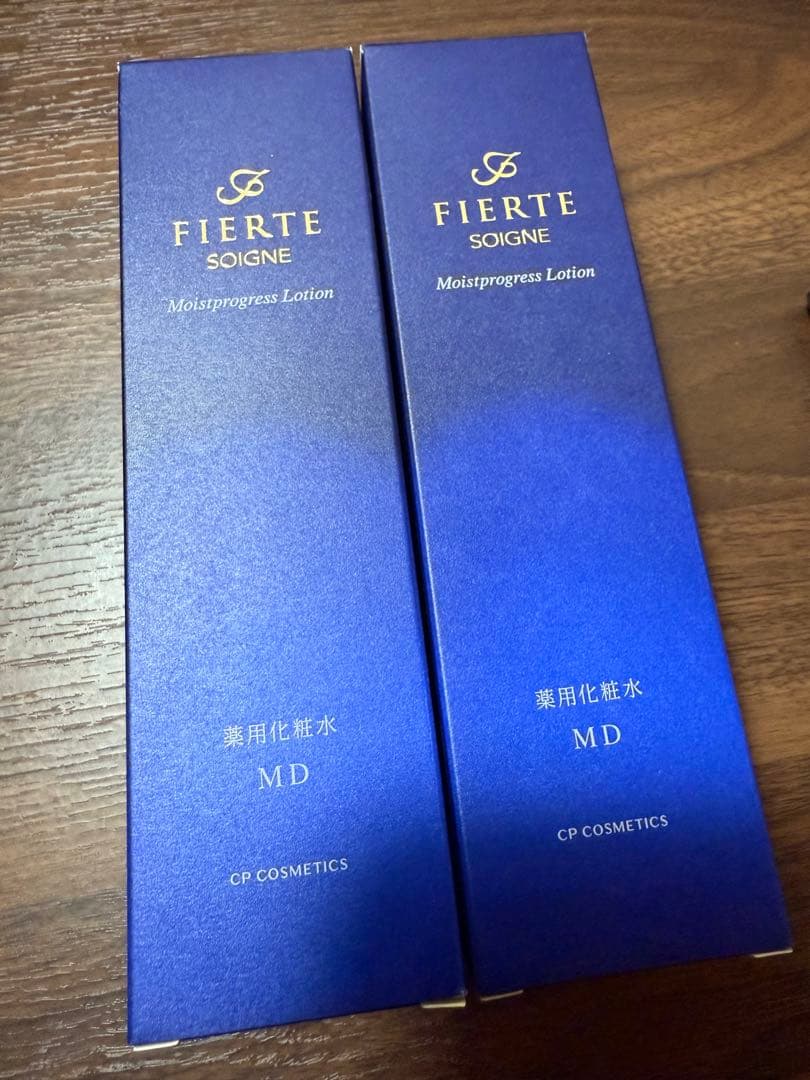 FIERTE
SOIGNE
Moistprogress Lotion
薬用化粧水
MD
CP COSMETICS
FIERTE
SOIGNE
Moistprogress Lotion
薬用化粧水
MD
CP COSMETICS